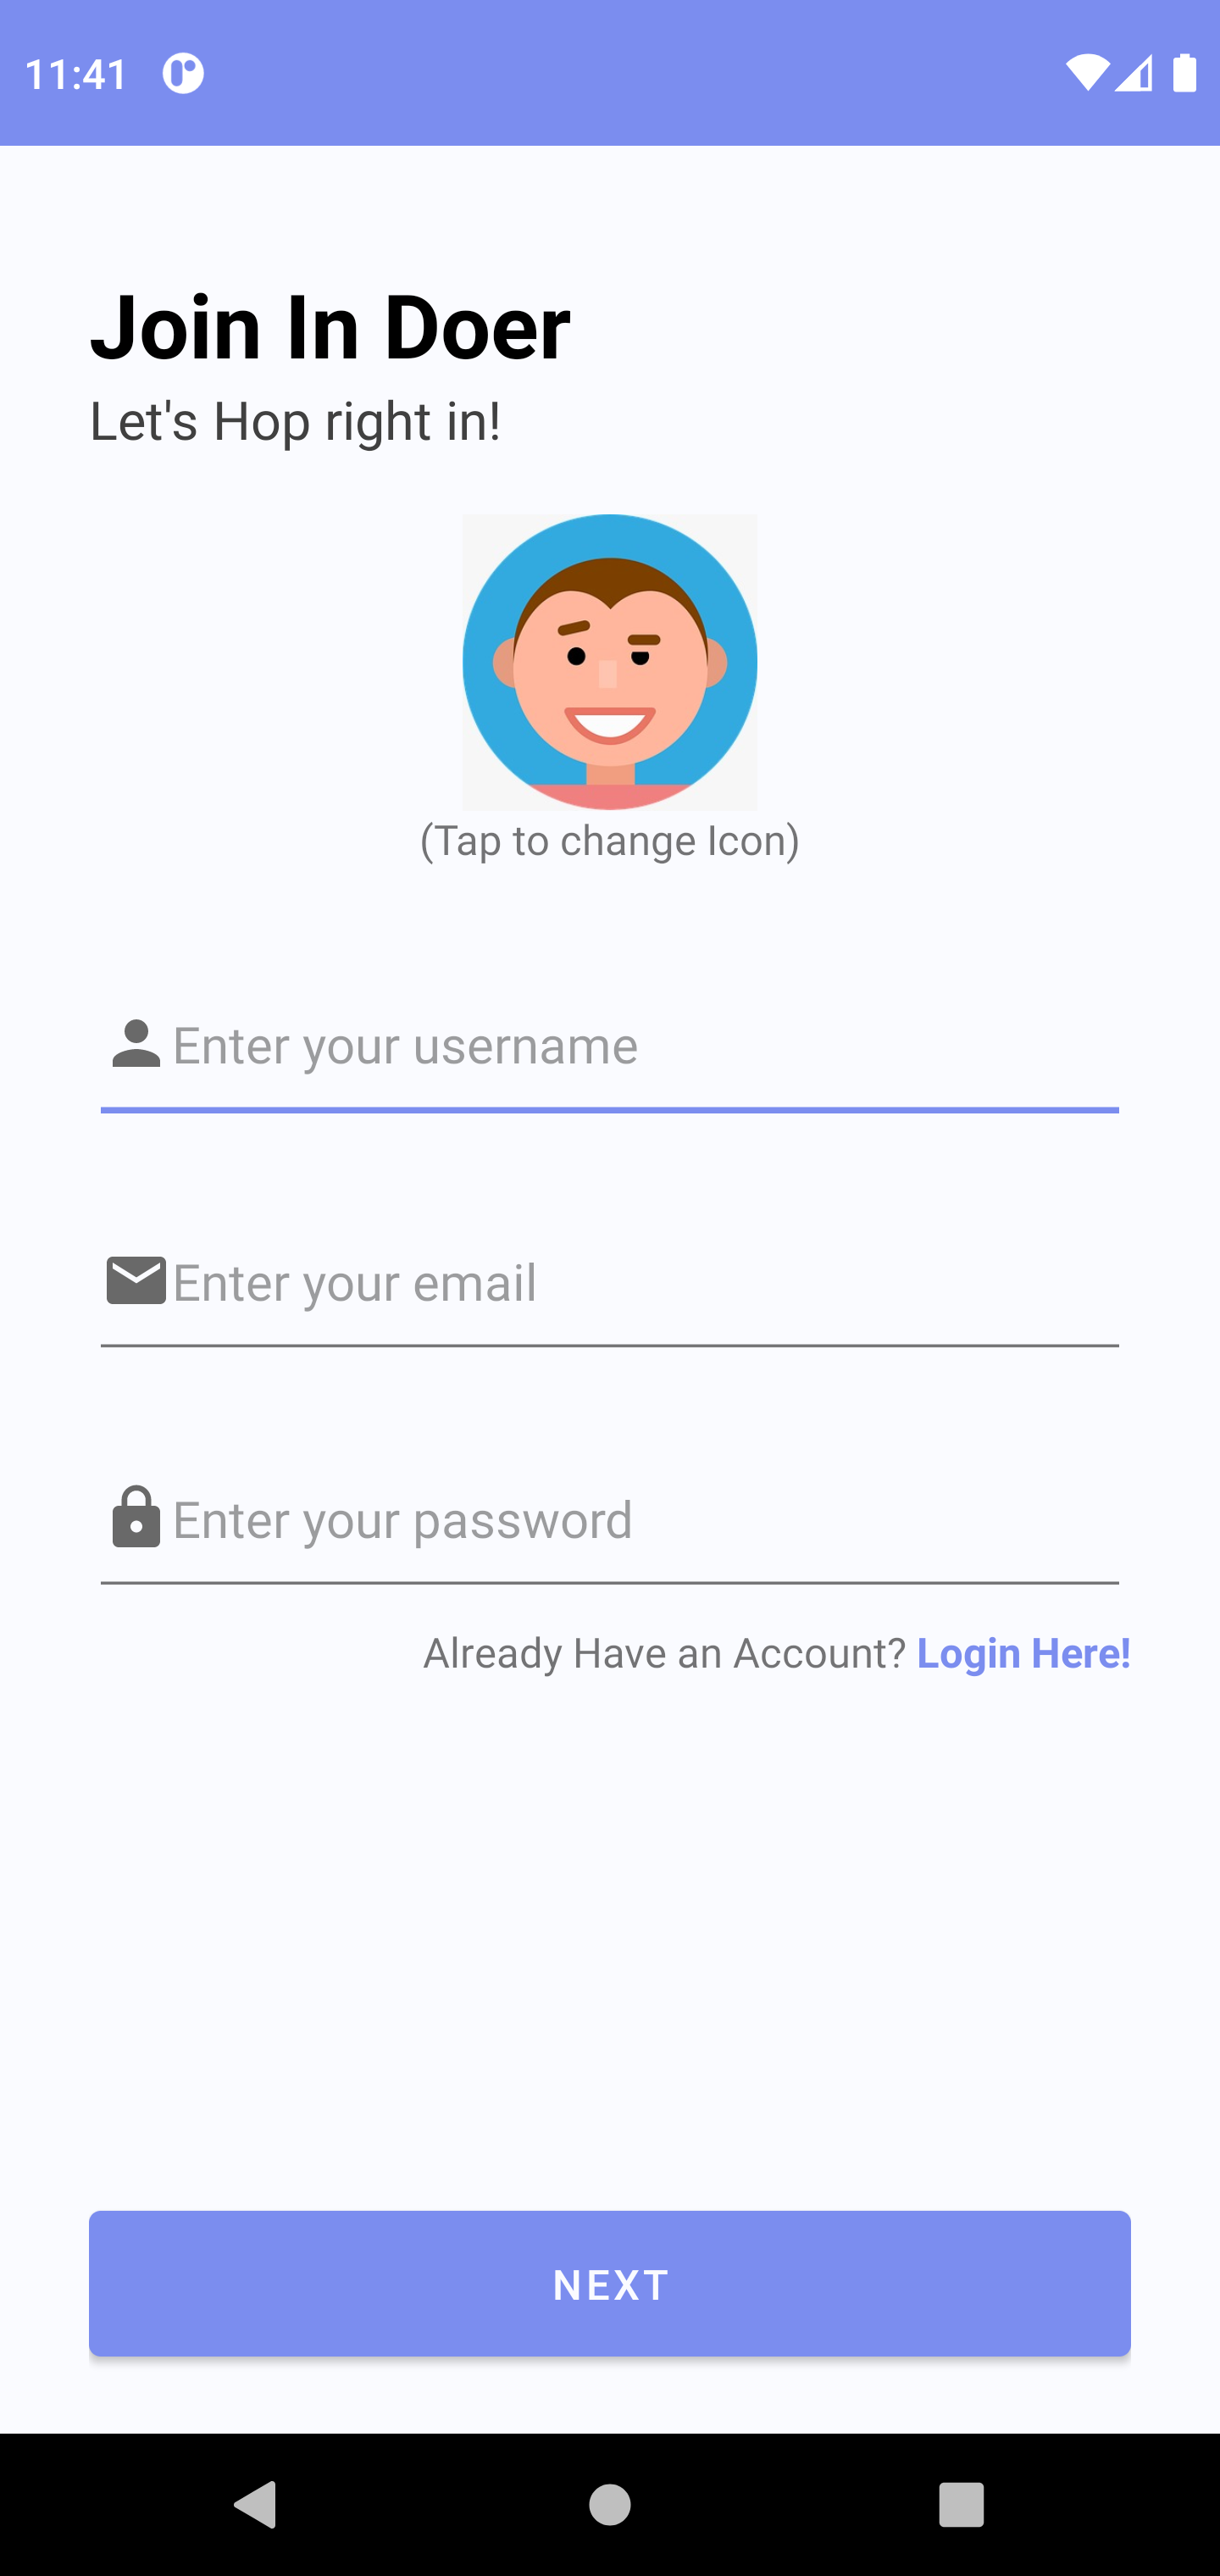 11:41
Join In Doer
Let's Hop right in!
(Tap to change Icon)
Enter your username
Enter your email
Enter your password
Already Have an Account? Login Here!
NEXT